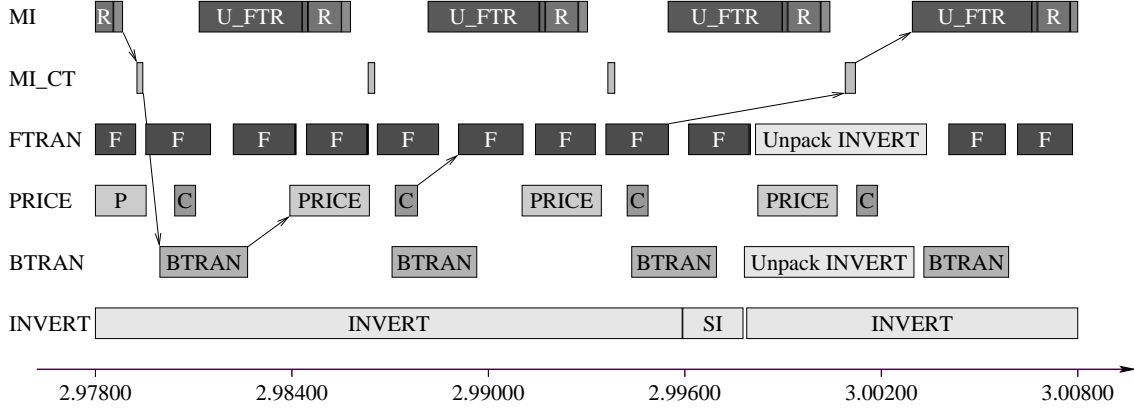 MI R U_FTR R U_FTR R U_FTR R U_FTR R
MI_CT
FTRAN F F F F F F F F F Unpack INVERT F F
PRICE P C PRICE C PRICE C PRICE C
BTRAN BTRAN BTRAN BTRAN Unpack INVERT BTRAN
INVERT INVERT SI INVERT
2.97800 2.98400 2.99000 2.99600 3.00200 3.00800